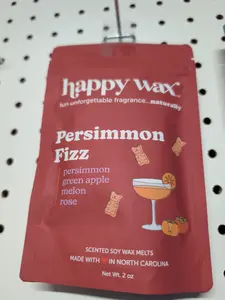 happy wax
fun unforgettable fragrance...naturally
Persimmon
Fizz
persimmon
green apple
melon
rose
SCENTED SOY WAX MELTS
MADE WITH IN NORTH CAROLINA
Net Wt. 2 oz